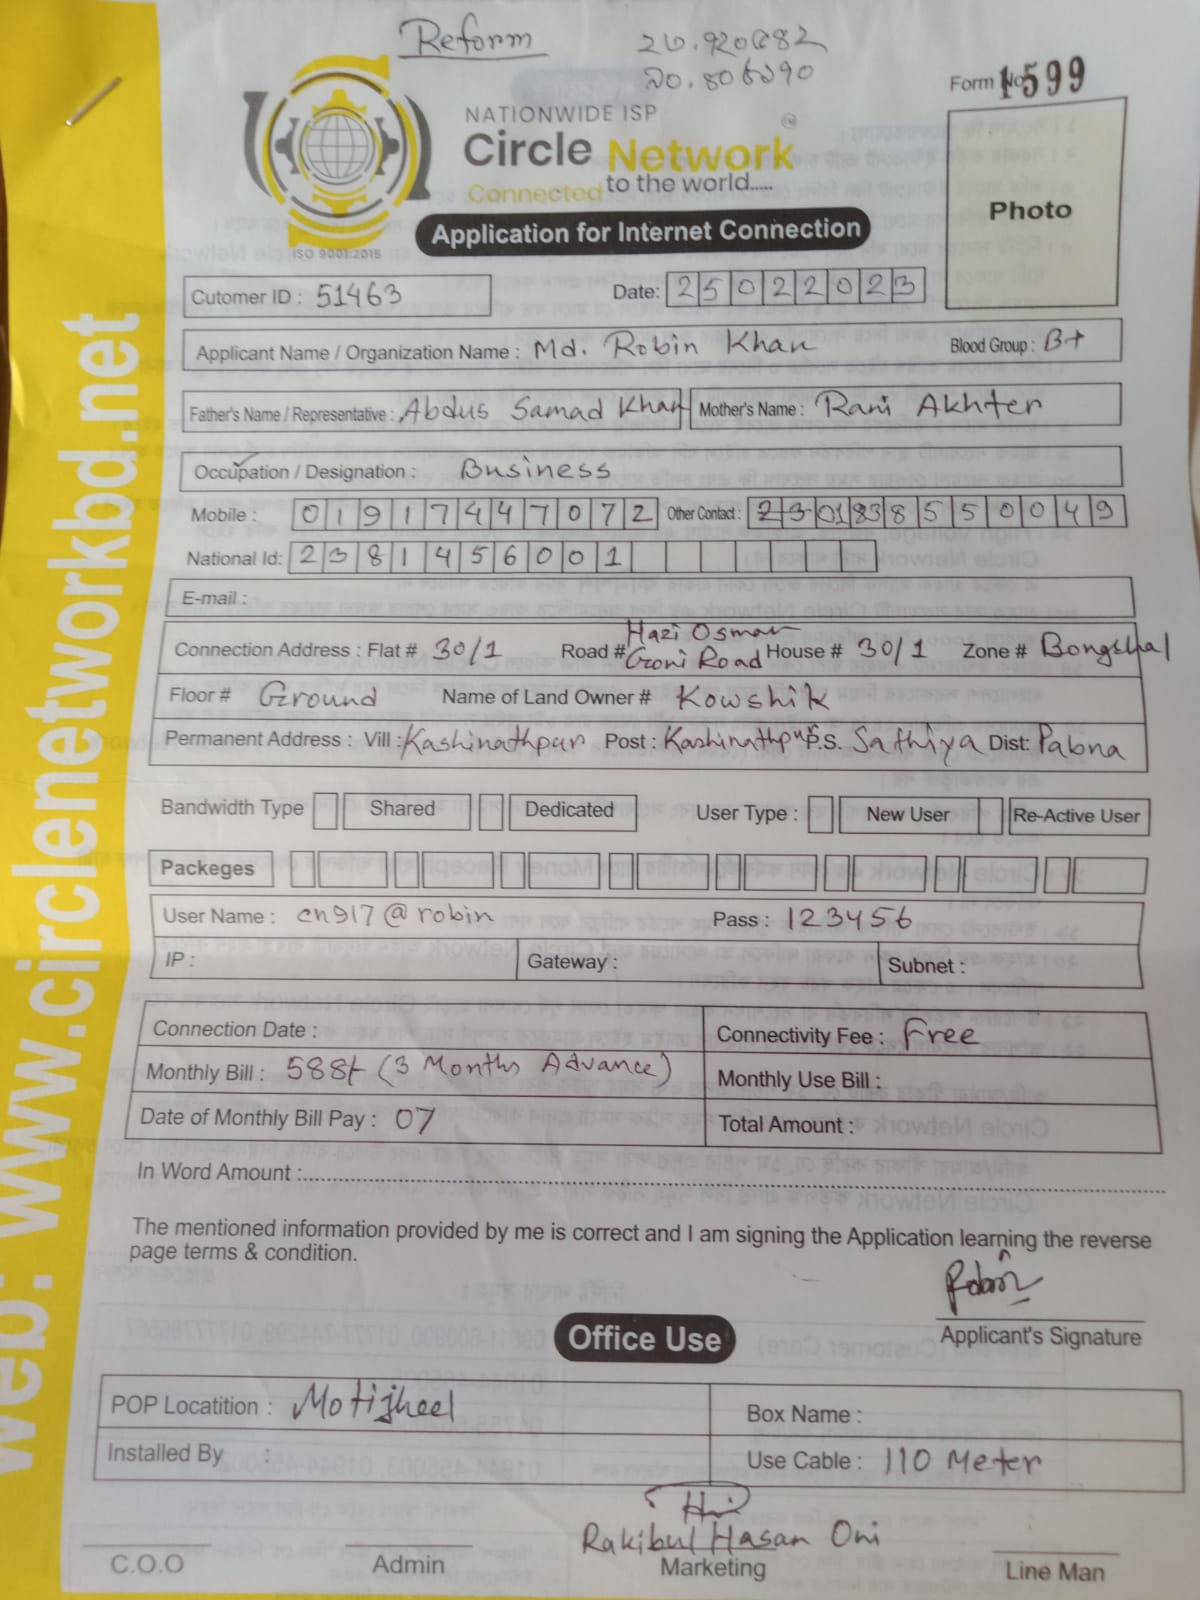 Reform
২৩.৭২০৫৪২
Form No 1599
NATIONWIDE ISP
Circle Network
Connected to the world.....
ISO 9001:2015
Application for Internet Connection
Photo
Cutomer ID : 51463
Date: 25022023
Applicant Name / Organization Name : Md. Robin Khan
Blood Group : B+
Father's Name / Representative : Abdus Samad Khan
Mother's Name : Rani Akhter
Occupation / Designation : Business
Mobile : 01917447072
Other Contact :
National Id: 2381456001
E-mail :
Connection Address : Flat # 30/1 Road # Hazi Osman Goni Road House # 30/1 Zone # Bongshal
Floor # Ground Name of Land Owner # Kowshik
Permanent Address : Vill : Kashinathpur Post : Kashinathpur P.S. Sathiya Dist: Pabna
Bandwidth Type Shared Dedicated User Type : New User Re-Active User
Packeges
User Name : cn917@robin Pass : 123456
IP : Gateway : Subnet :
Connection Date : Connectivity Fee : Free
Monthly Bill : 588/- (3 Months Advance) Monthly Use Bill :
Date of Monthly Bill Pay : 07 Total Amount :
In Word Amount :
The mentioned information provided by me is correct and I am signing the Application learning the reverse
page terms & condition.
Robin
Applicant's Signature
Office Use
POP Locatition : Motijheel Box Name :
Installed By : Use Cable : 110 Meter
Rakibul Hasan Oni
C.O.O Admin Marketing Line Man
web: www.circlenetworkbd.net